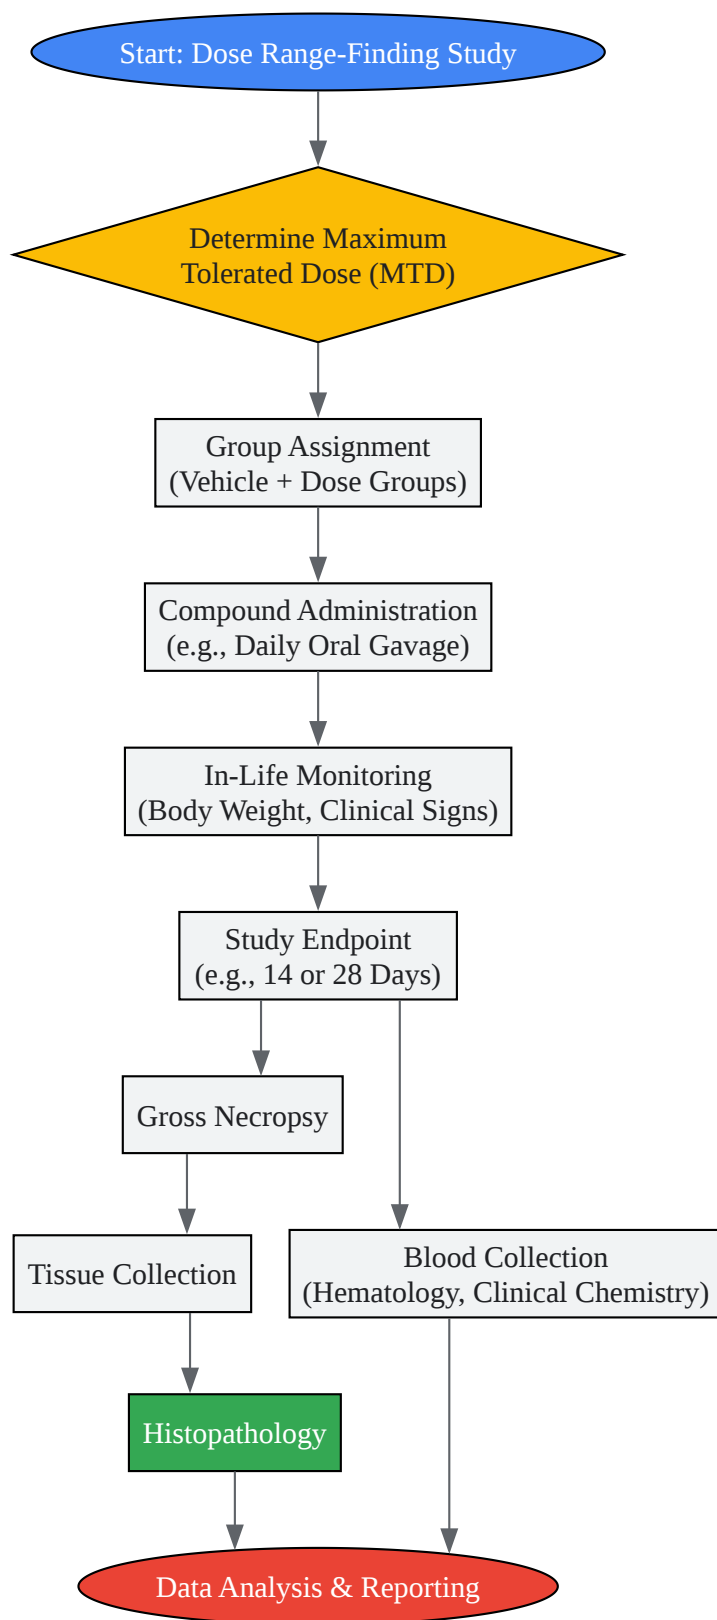 Start: Dose Range-Finding Study
Determine Maximum
Tolerated Dose (MTD)
Group Assignment
(Vehicle + Dose Groups)
Compound Administration
(e.g., Daily Oral Gavage)
In-Life Monitoring
(Body Weight, Clinical Signs)
Study Endpoint
(e.g., 14 or 28 Days)
Gross Necropsy
Tissue Collection
Blood Collection
(Hematology, Clinical Chemistry)
Histopathology
Data Analysis & Reporting